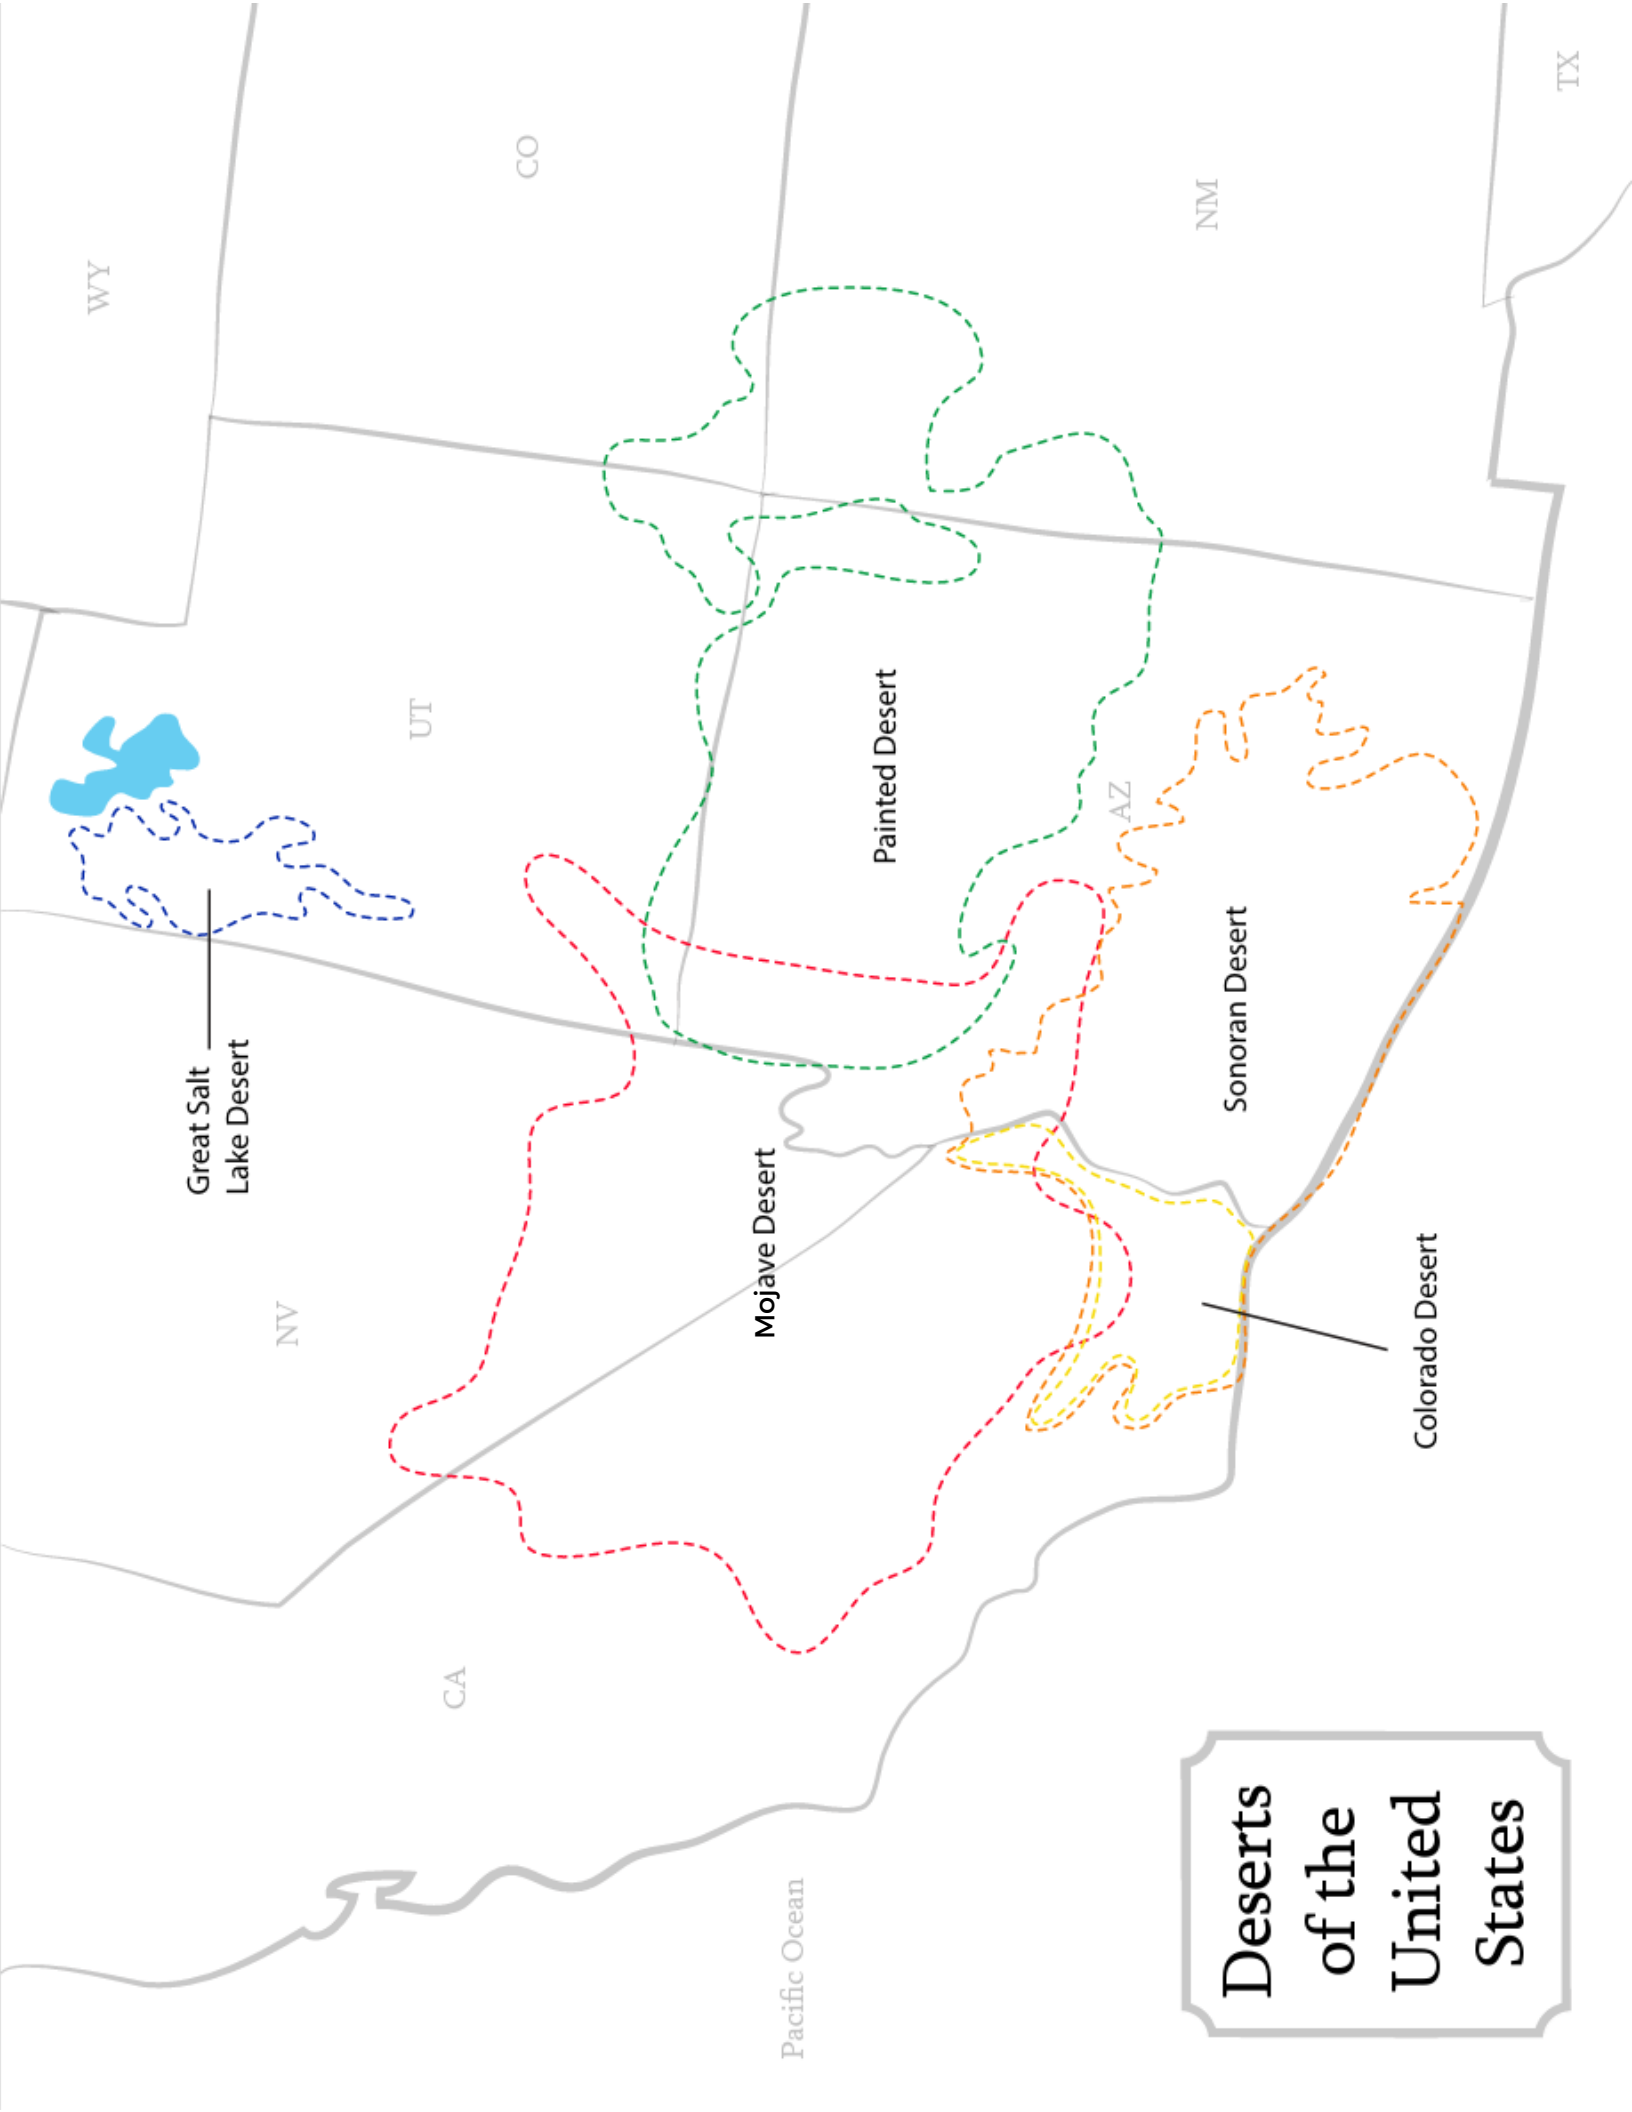 WY
Great Salt
Lake Desert
NV
UT
CO
CA
Mojave Desert
Painted Desert
Pacific Ocean
AZ
NM
Sonoran Desert
Colorado Desert
TX
Deserts
of the
United
States